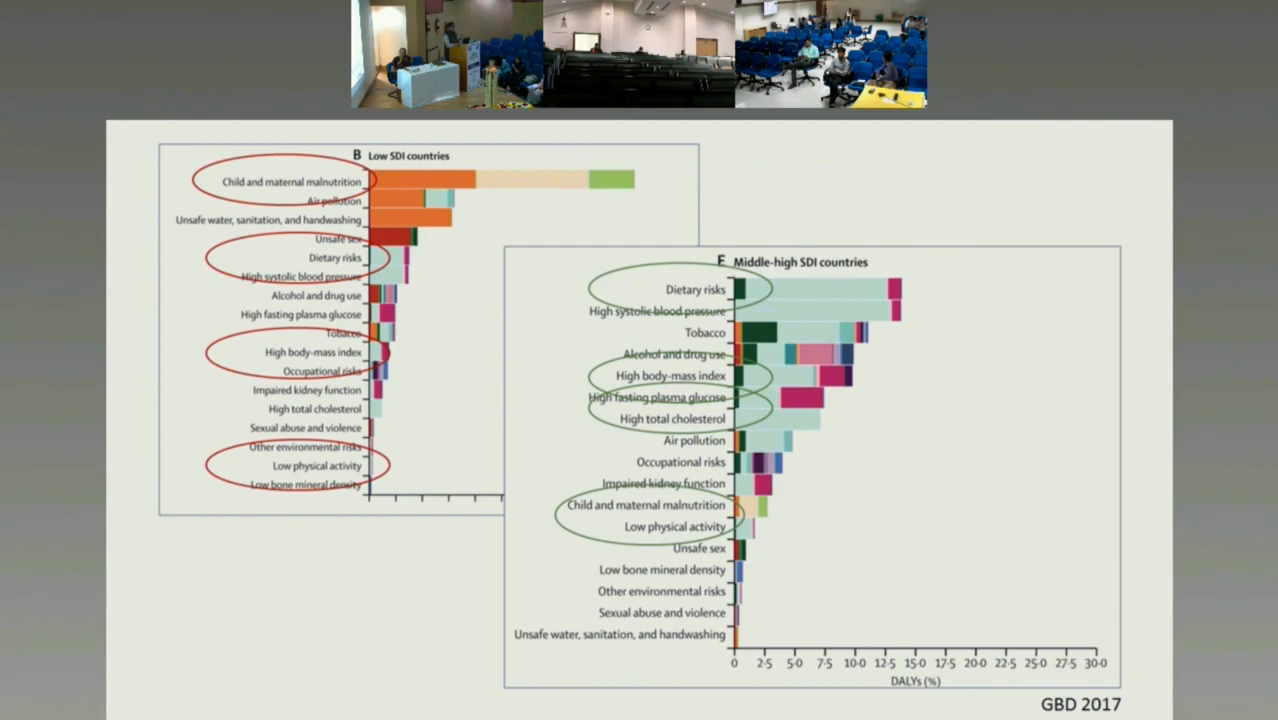 B Low SDI countries
Child and maternal malnutrition
Air pollution
Unsafe water, sanitation, and handwashing
Unsafe sex
Dietary risks
High systolic blood pressure
Alcohol and drug use
High fasting plasma glucose
Tobacco
High body-mass index
Occupational risks
Impaired kidney function
High total cholesterol
Sexual abuse and violence
Other environmental risks
Low physical activity
Low bone mineral density
E Middle-high SDI countries
Dietary risks
High systolic blood pressure
Tobacco
Alcohol and drug use
High body-mass index
High fasting plasma glucose
High total cholesterol
Air pollution
Occupational risks
Impaired kidney function
Child and maternal malnutrition
Low physical activity
Unsafe sex
Low bone mineral density
Other environmental risks
Sexual abuse and violence
Unsafe water, sanitation, and handwashing
0 2·5 5·0 7·5 10·0 12·5 15·0 17·5 20·0 22·5 25·0 27·5 30·0
DALYs (%)
GBD 2017